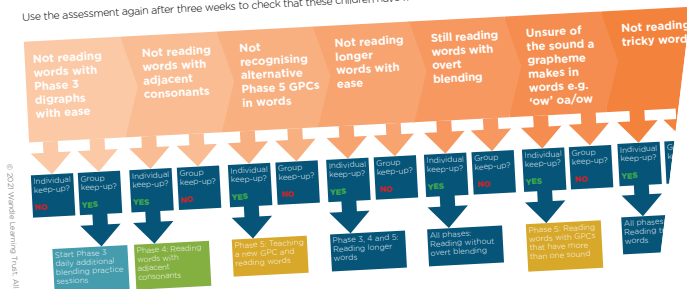 Use the assessment again after three weeks to check that these children have
Not reading
words with
Phase 3
digraphs
with ease
Not reading
words with
adjacent
consonants
Not
recognising
alternative
Phase 5 GPCs
in words
Not reading
longer
words with
ease
Still reading
words with
overt
blending
Unsure of
the sound a
grapheme
makes in
words e.g.
'ow' oa/ow
Not reading
tricky word
Individual
keep-up?
NO
Group
keep-up?
YES
Individual
keep-up?
YES
Group
keep-up?
NO
Individual
keep-up?
YES
Group
keep-up?
NO
Individual
keep-up?
YES
Group
keep-up?
NO
Individual
keep-up?
YES
Group
keep-up?
NO
Individual
keep-up?
YES
Group
keep-up?
NO
Individual
keep-up?
YES
Start Phase 3
daily additional
blending practice
sessions
Phase 4: Reading
words with
adjacent
consonants
Phase 5: Teaching
a new GPC and
reading words
Phase 3, 4 and 5:
Reading longer
words
All phases:
Reading without
overt blending
Phase 5: Reading
words with GPCs
that have more
than one sound
All phases:
Reading
words
© 2021 Wandle Learning Trust. All